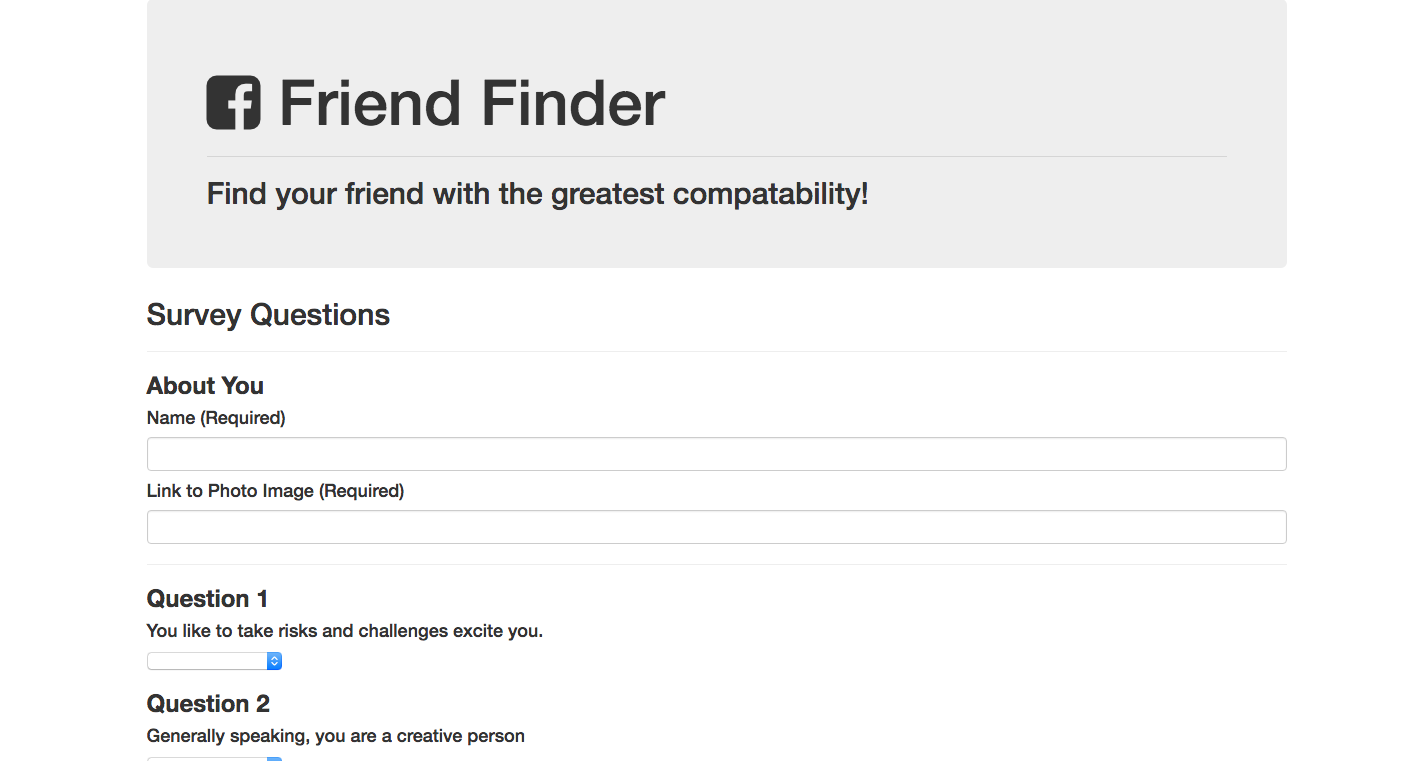 Friend Finder
Find your friend with the greatest compatability!
Survey Questions
About You
Name (Required)
Link to Photo Image (Required)
Question 1
You like to take risks and challenges excite you.
Question 2
Generally speaking, you are a creative person